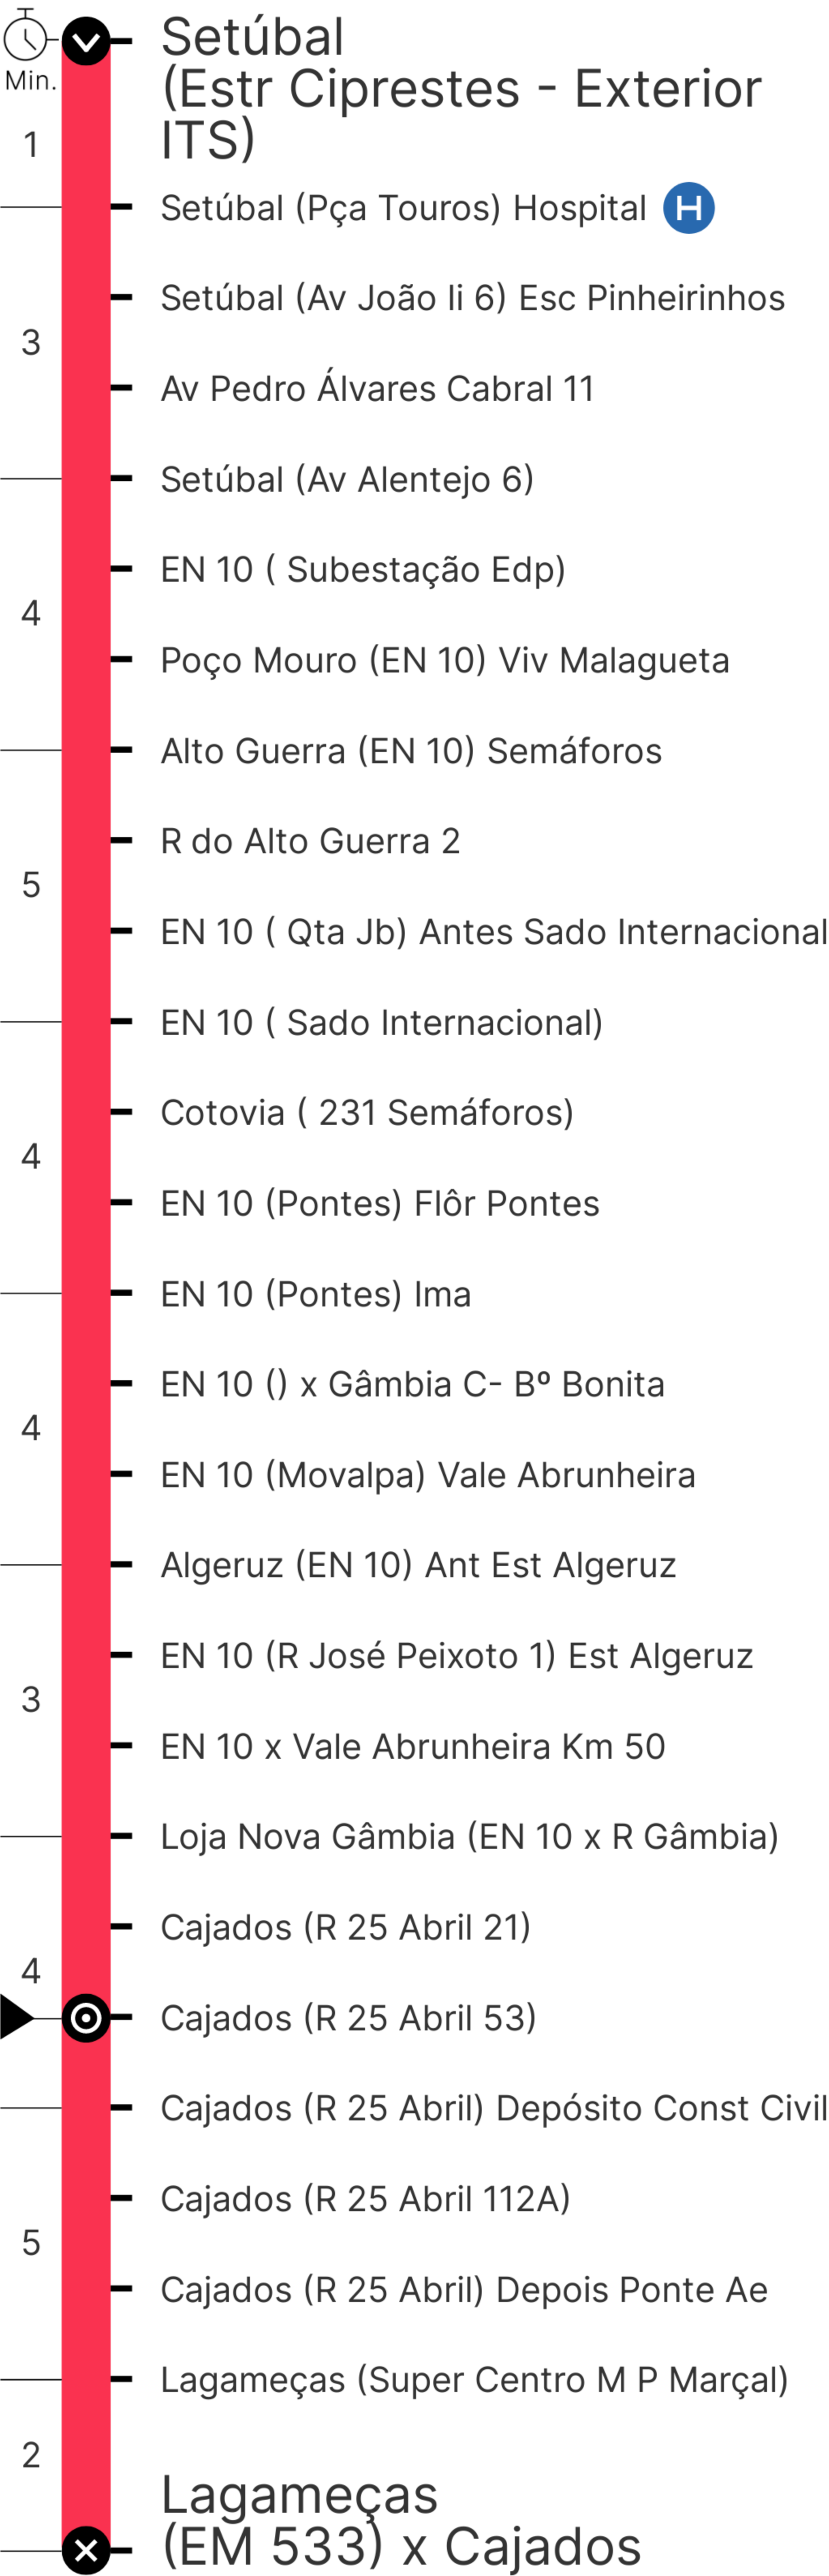 Setúbal
(Estr Ciprestes - Exterior
ITS)
Min.
1
Setúbal (Pça Touros) Hospital H
Setúbal (Av João Ii 6) Esc Pinheirinhos
3
Av Pedro Álvares Cabral 11
Setúbal (Av Alentejo 6)
EN 10 ( Subestação Edp)
4
Poço Mouro (EN 10) Viv Malagueta
Alto Guerra (EN 10) Semáforos
R do Alto Guerra 2
5
EN 10 ( Qta Jb) Antes Sado Internacional
EN 10 ( Sado Internacional)
Cotovia ( 231 Semáforos)
4
EN 10 (Pontes) Flôr Pontes
EN 10 (Pontes) Ima
EN 10 () x Gâmbia C- Bº Bonita
4
EN 10 (Movalpa) Vale Abrunheira
Algeruz (EN 10) Ant Est Algeruz
EN 10 (R José Peixoto 1) Est Algeruz
3
EN 10 x Vale Abrunheira Km 50
Loja Nova Gâmbia (EN 10 x R Gâmbia)
Cajados (R 25 Abril 21)
4
Cajados (R 25 Abril 53)
Cajados (R 25 Abril) Depósito Const Civil
Cajados (R 25 Abril 112A)
5
Cajados (R 25 Abril) Depois Ponte Ae
Lagameças (Super Centro M P Marçal)
2
Lagameças
(EM 533) x Cajados